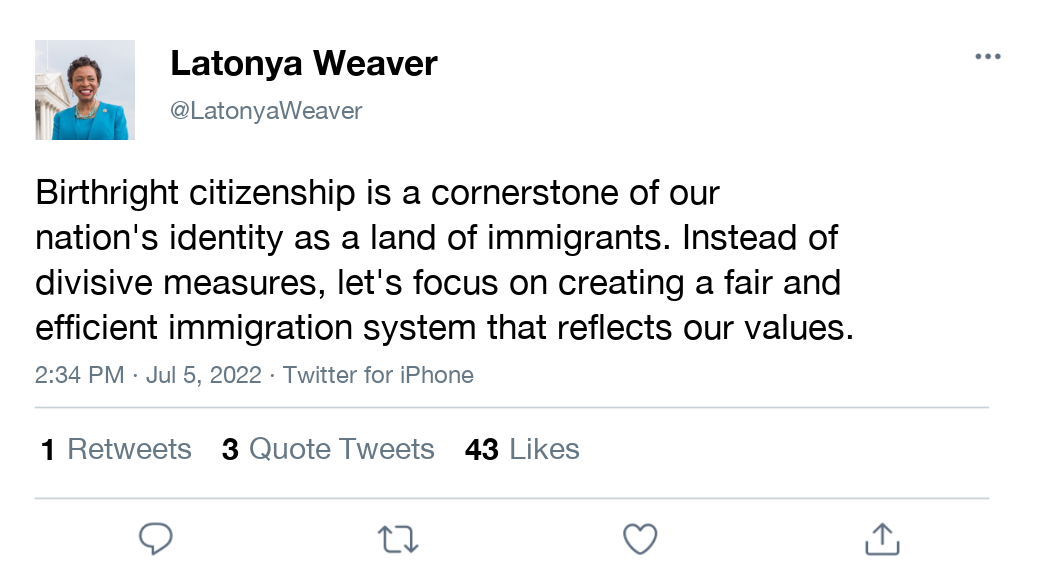 Latonya Weaver
@LatonyaWeaver
Birthright citizenship is a cornerstone of our
nation's identity as a land of immigrants. Instead of
divisive measures, let's focus on creating a fair and
efficient immigration system that reflects our values.
2:34 PM · Jul 5, 2022 · Twitter for iPhone
1 Retweets 3 Quote Tweets 43 Likes